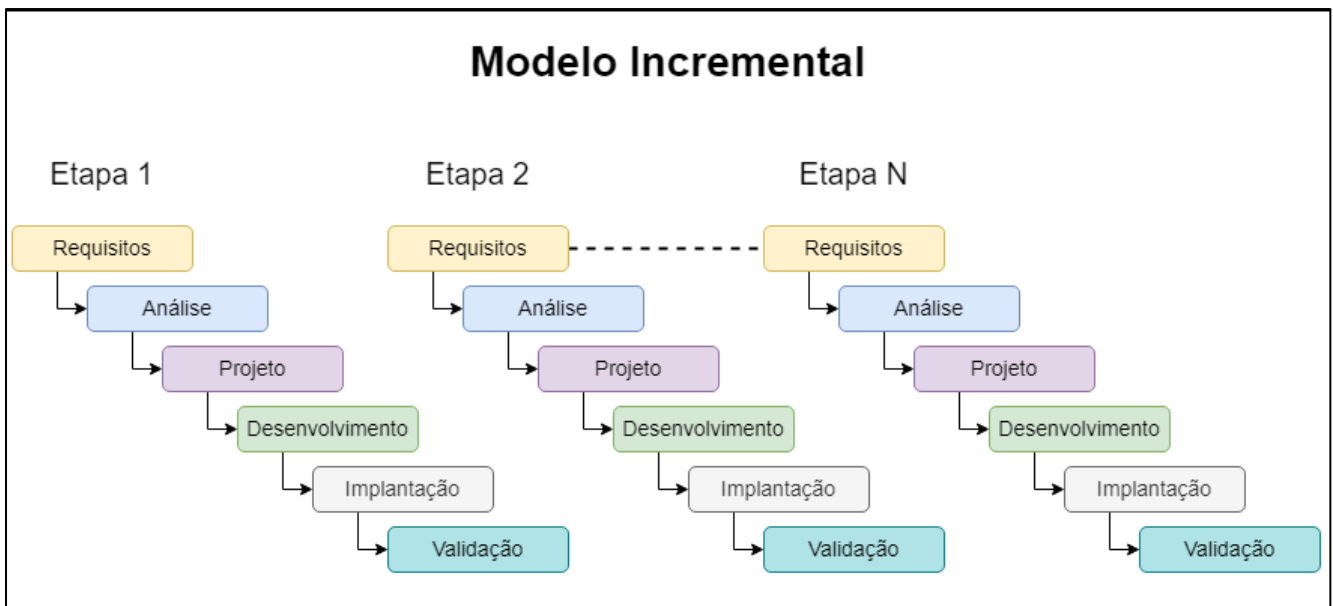 Modelo Incremental
Etapa 1
Etapa 2
Etapa N
Requisitos
Requisitos
Requisitos
Análise
Análise
Análise
Projeto
Projeto
Projeto
Desenvolvimento
Desenvolvimento
Desenvolvimento
Implantação
Implantação
Implantação
Validação
Validação
Validação